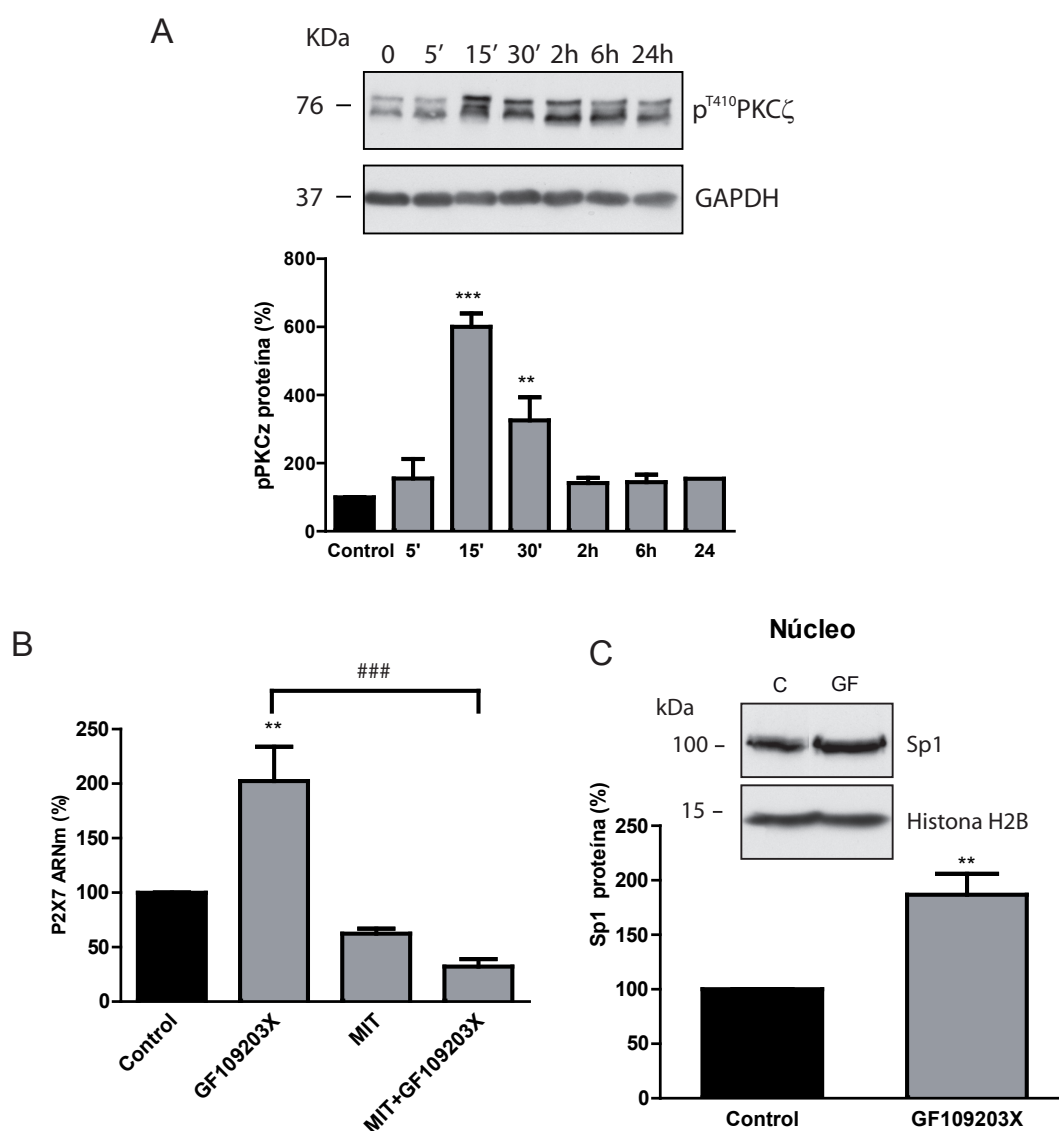 A
KDa
0 5’ 15’ 30’ 2h 6h 24h
76 –
pT410PKCζ
37 –
GAPDH
pPKCz proteína (%)
800
600
400
200
0
Control 5' 15' 30' 2h 6h 24
***
**
B
P2X7 ARNm (%)
250
200
150
100
50
0
**
###
Control
GF109203X
MIT
MIT+GF109203X
C
Núcleo
C GF
kDa
100 –
Sp1
15 –
Histona H2B
Sp1 proteína (%)
250
200
150
100
50
0
**
Control
GF109203X